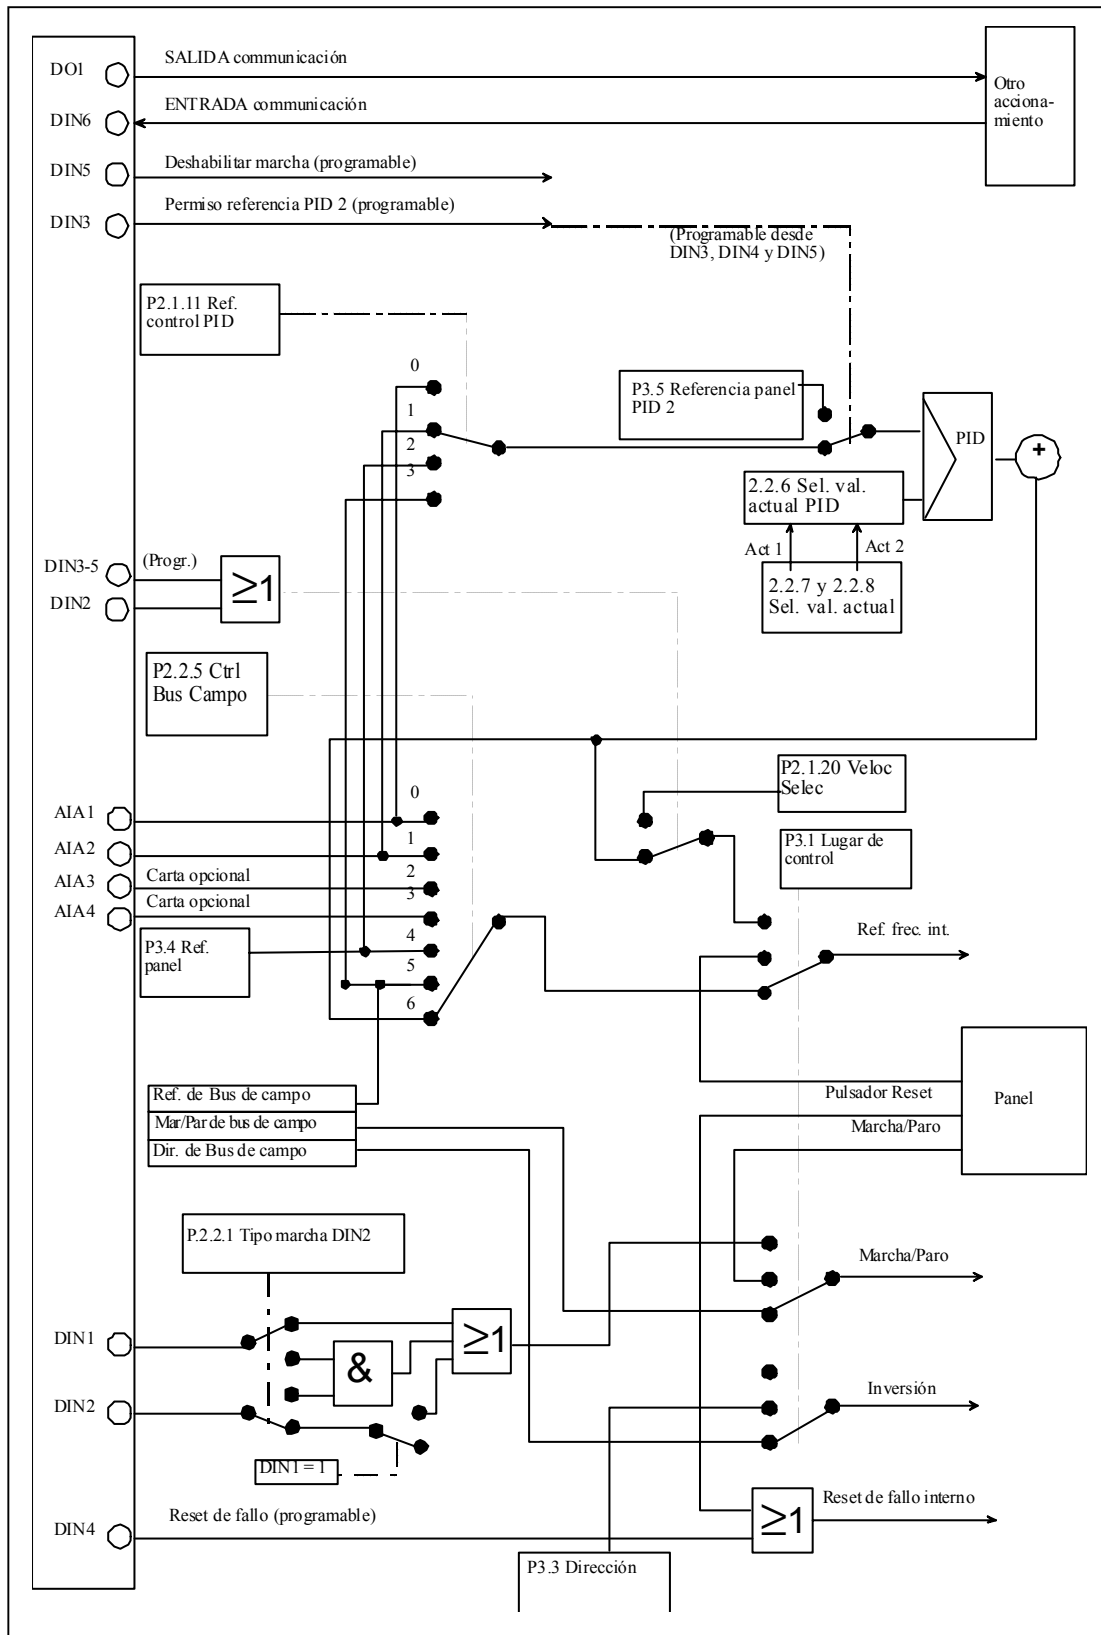 DO1
SALIDA communicación
DIN6
ENTRADA communicación
Otro
acciona-
miento
DIN5
Deshabilitar marcha (programable)
DIN3
Permiso referencia PID 2 (programable)
(Programable desde
DIN3, DIN4 y DIN5)
P2.1.11 Ref.
control PID
0
1
2
3
P3.5 Referencia panel
PID 2
PID
+
2.2.6 Sel. val.
actual PID
Act 1
Act 2
2.2.7 y 2.2.8
Sel. val. actual
DIN3-5
(Progr.)
≥1
DIN2
P2.2.5 Ctrl
Bus Campo
P2.1.20 Veloc
Selec
P3.1 Lugar de
control
AIA1
0
AIA2
1
AIA3
Carta opcional
2
AIA4
Carta opcional
3
P3.4 Ref.
panel
4
5
6
Ref. frec. int.
Ref. de Bus de campo
Mar/Par de bus de campo
Dir. de Bus de campo
Pulsador Reset
Marcha/Paro
Panel
P.2.2.1 Tipo marcha DIN2
Marcha/Paro
DIN1
≥1
&
DIN2
Inversión
DIN1 = 1
Reset de fallo (programable)
DIN4
≥1
Reset de fallo interno
P3.3 Dirección